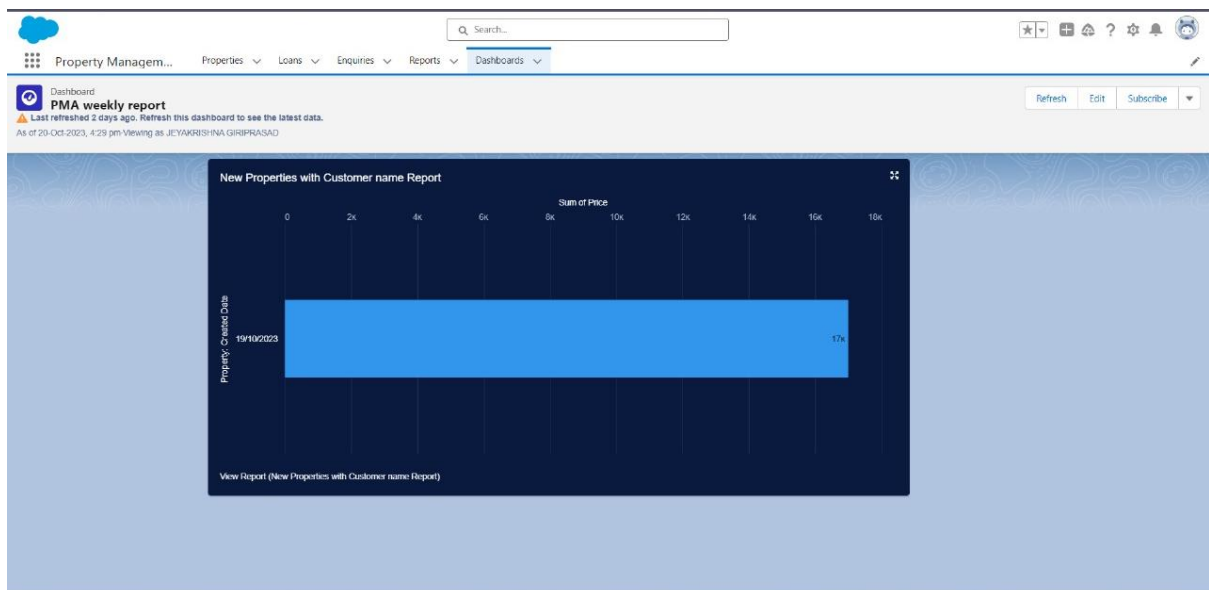 Search...
Property Managem... Properties Loans Enquiries Reports Dashboards
Dashboard
PMA weekly report
Last refreshed 2 days ago. Refresh this dashboard to see the latest data.
As of 20-Oct-2023, 4:29 pm·Viewing as JEYAKRISHNA GIRIPRASAD
Refresh Edit Subscribe
New Properties with Customer name Report
Sum of Price
0 2K 4K 6K 8K 10K 12K 14K 16K 18K
Property: Created Date
19/10/2023
17K
View Report (New Properties with Customer name Report)